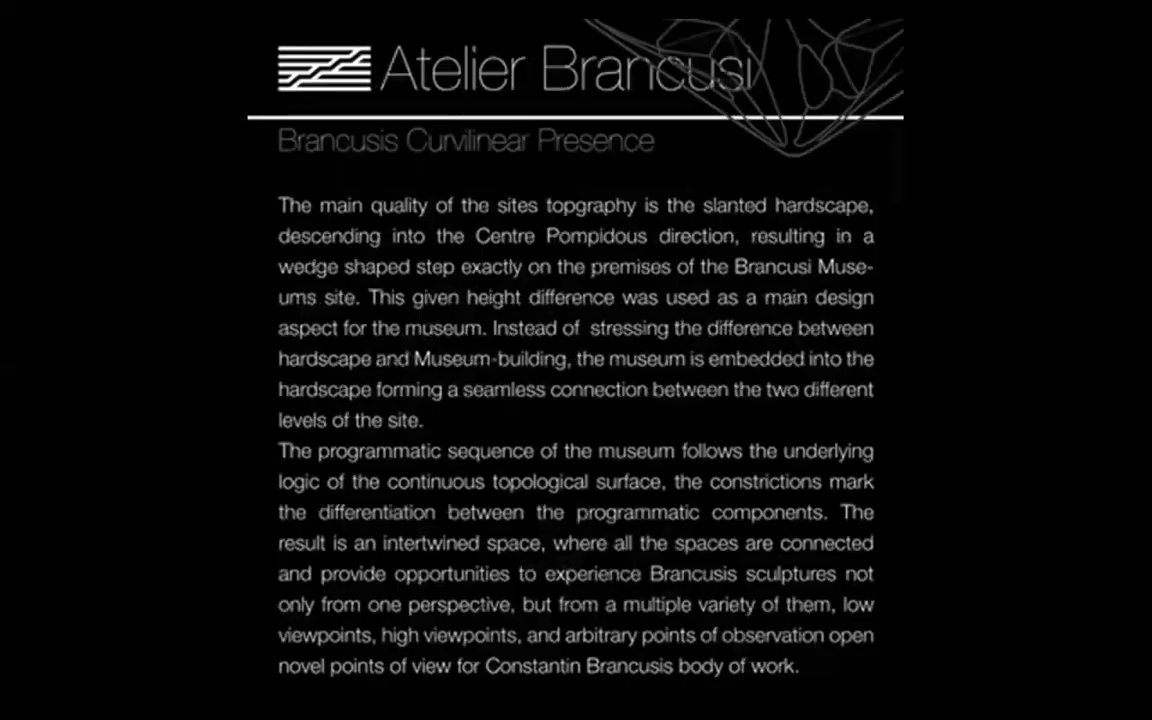 Atelier Brancusi
Brancusis Curvilinear Presence
The main quality of the sites topgraphy is the slanted hardscape,
descending into the Centre Pompidous direction, resulting in a
wedge shaped step exactly on the premises of the Brancusi Muse-
ums site. This given height difference was used as a main design
aspect for the museum. Instead of stressing the difference between
hardscape and Museum-building, the museum is embedded into the
hardscape forming a seamless connection between the two different
levels of the site.
The programmatic sequence of the museum follows the underlying
logic of the continuous topological surface, the constrictions mark
the differentiation between the programmatic components. The
result is an intertwined space, where all the spaces are connected
and provide opportunities to experience Brancusis sculptures not
only from one perspective, but from a multiple variety of them, low
viewpoints, high viewpoints, and arbitrary points of observation open
novel points of view for Constantin Brancusis body of work.